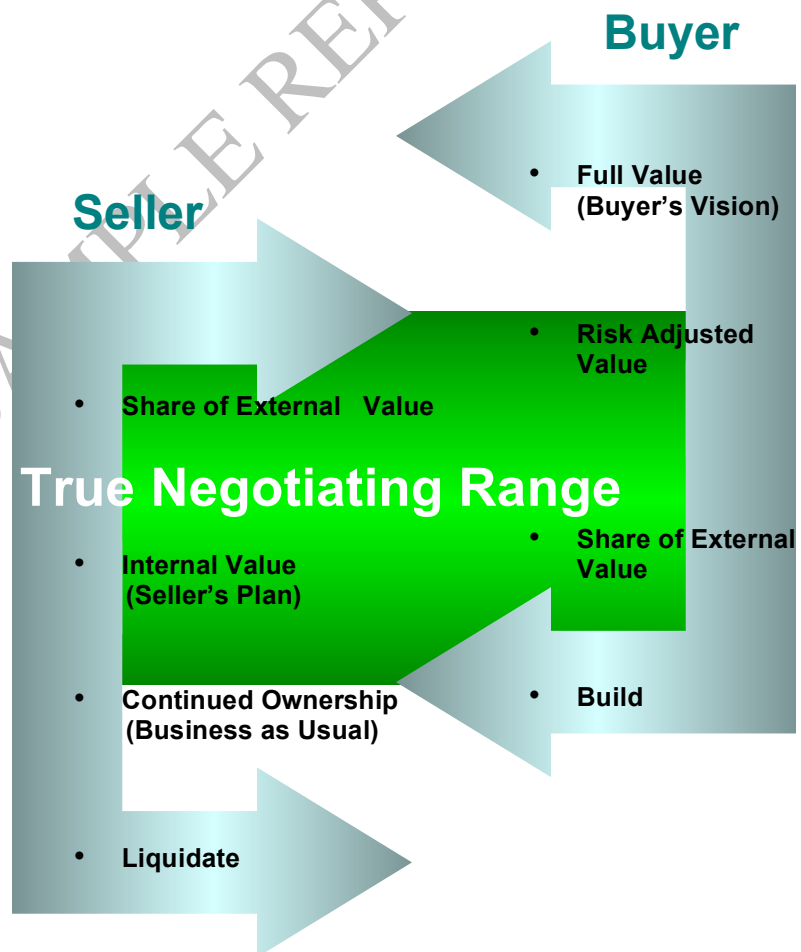 Buyer
• Full Value
(Buyer's Vision)
Seller
• Risk Adjusted
Value
• Share of External Value
True Negotiating Range
• Share of External
Value
• Internal Value
(Seller's Plan)
• Continued Ownership
(Business as Usual)
• Build
• Liquidate